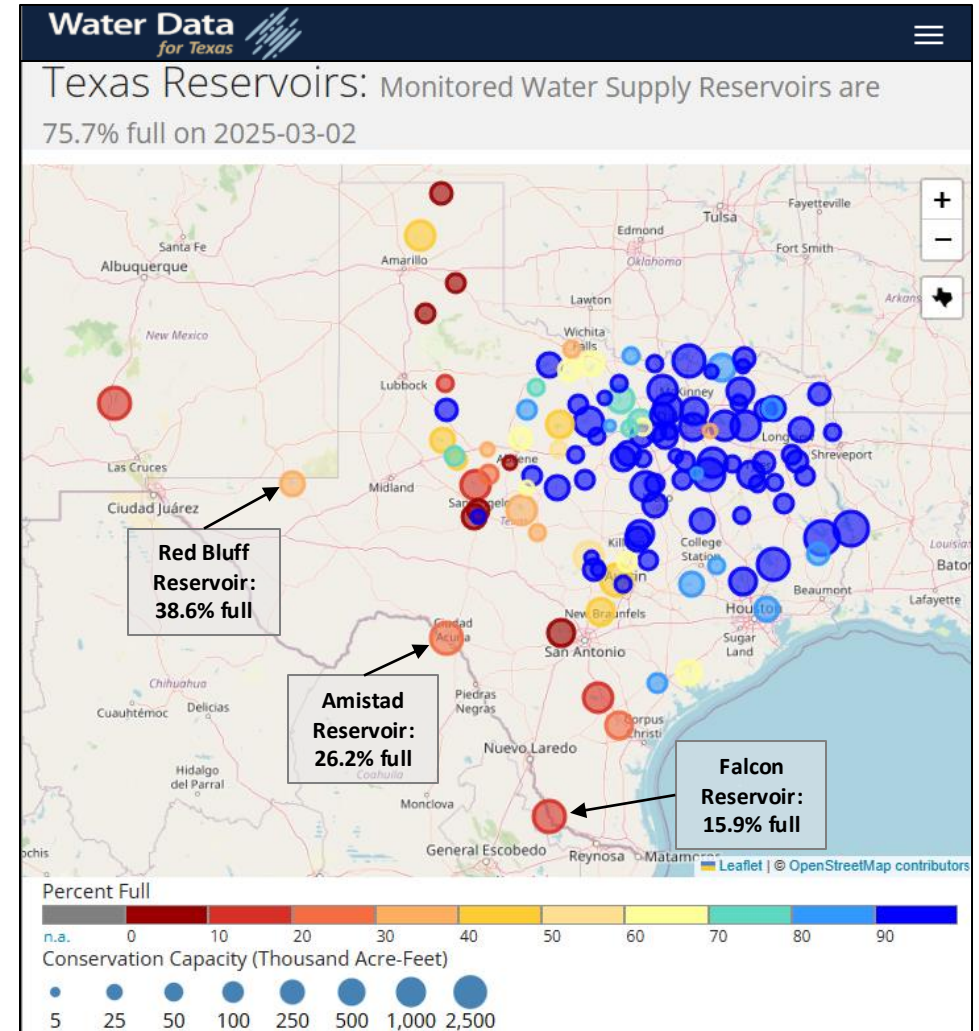 Water Data
for Texas
Texas Reservoirs: Monitored Water Supply Reservoirs are
75.7% full on 2025-03-02
+
−
Fayetteville
Tulsa
Edmond
Santa Fe
Fort Smith
Albuquerque
Amarillo
Oklahoma
Lawton
Arkans
New Mexico
Wichita
Falls
Lubbock
McKinney
Las Cruces
Midland
Shreveport
Ciudad Juárez
Red Bluff
Reservoir:
38.6% full
College
Station
Louisia
Baton
Beaumont
Lafayette
New Braunfels
Sugar
Land
San Antonio
Ciudad
Acuña
Chihuahua
Piedras
Negras
Cuauhtémoc
Delicias
Amistad
Reservoir:
26.2% full
Corpus
Christi
Nuevo Laredo
Falcon
Reservoir:
15.9% full
Hidalgo
del Parral
Coahuila
Monclova
General Escobedo
Reynosa
Matamoros
ochis
Leaflet | © OpenStreetMap contributors
Percent Full
n.a. 0 10 20 30 40 50 60 70 80 90
Conservation Capacity (Thousand Acre-Feet)
5 25 50 100 250 500 1,000 2,500